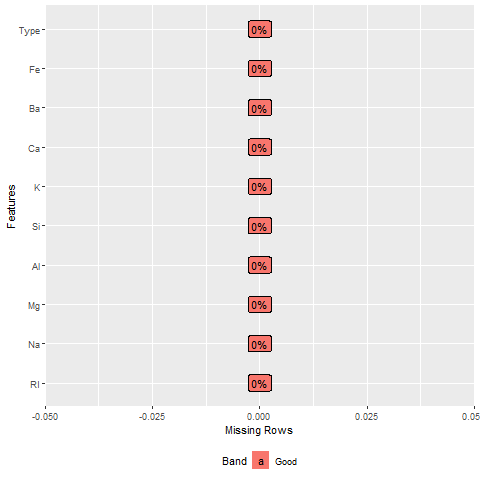 Type 0%
Fe 0%
Ba 0%
Ca 0%
K 0%
Si 0%
Al 0%
Mg 0%
Na 0%
RI 0%
Features
-0.050 -0.025 0.000 0.025 0.05
Missing Rows
Band a Good